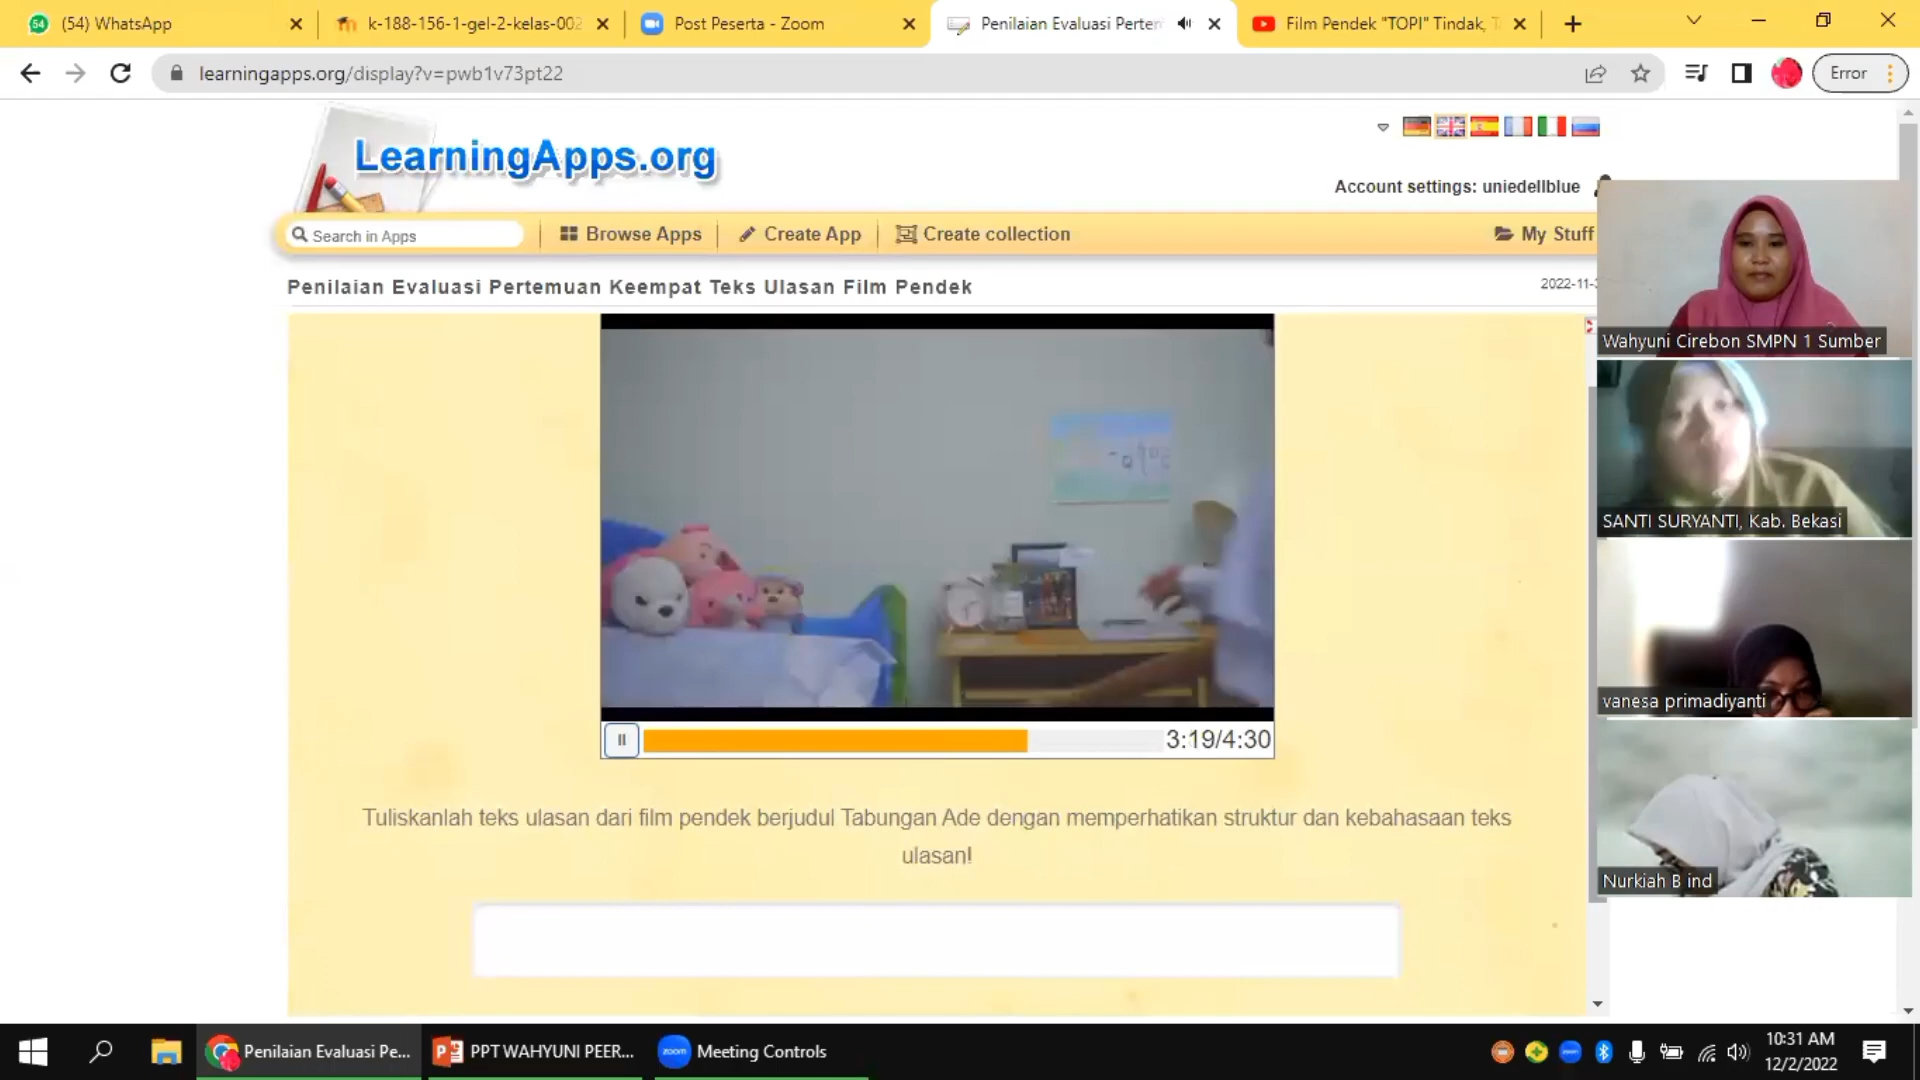 (54) WhatsApp
k-188-156-1-gel-2-kelas-002
Post Peserta - Zoom
Penilaian Evaluasi Perter
Film Pendek "TOPI" Tindak,
learningapps.org/display?v=pwb1v73pt22
Error
LearningApps.org
Account settings: uniedellblue
Search in Apps
Browse Apps
Create App
Create collection
My Stuff
Penilaian Evaluasi Pertemuan Keempat Teks Ulasan Film Pendek
2022-11-
Wahyuni Cirebon SMPN 1 Sumber
SANTI SURYANTI, Kab. Bekasi
vanesa primadiyanti
Nurkiah B ind
3:19/4:30
Tuliskanlah teks ulasan dari film pendek berjudul Tabungan Ade dengan memperhatikan struktur dan kebahasaan teks
ulasan!
Penilaian Evaluasi Pe...
PPT WAHYUNI PEER...
zoom
Meeting Controls
10:31 AM
12/2/2022